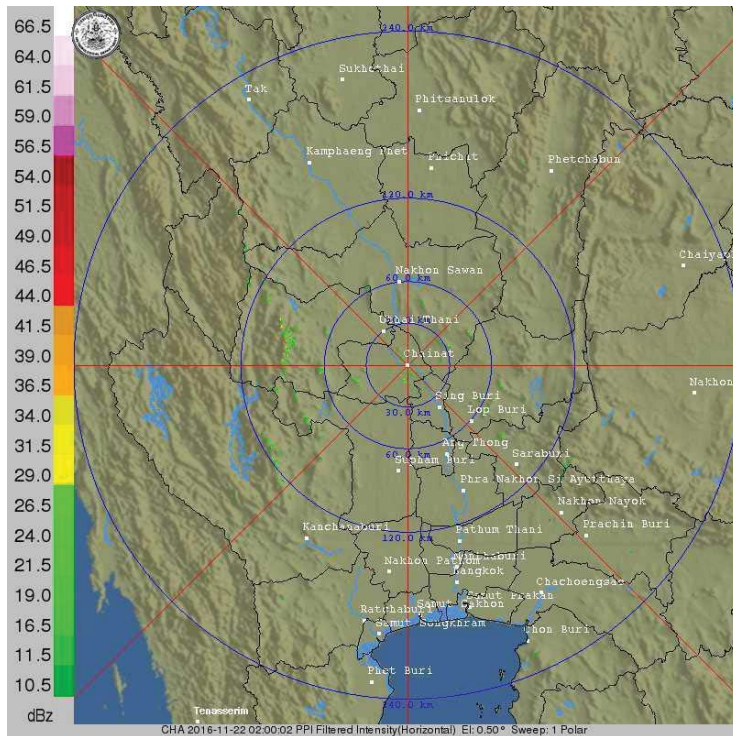 66.5
64.0
61.5
59.0
56.5
54.0
51.5
49.0
46.5
44.0
41.5
39.0
36.5
34.0
31.5
29.0
26.5
24.0
21.5
19.0
16.5
11.5
10.5
dBz
240.0 km
Sukhothai
Tak
Phitsanulok
Kamphaeng Phet
Phichit
Phetchabun
120.0 km
Chaiyap
Nakhon Sawan
60.0 km
Uthai Thani
Chainat
Nakhon
Sing Buri
30.0 km
Lop Buri
Ang Thong
60.0 km
Suphan Buri
Saraburi
Phra Nakhon Si Ayutthaya
Nakhon Nayok
Kanchanaburi
120.0 km
Pathum Thani
Prachin Buri
Nakhon Pathom
Nonthaburi
Bangkok
Chachoengsao
Samut Prakan
Samut Sakhon
Ratchaburi
Samut Songkhram
Chon Buri
Phet Buri
240.0 km
Tenasserim
CHA 2016-11-22 02:00:02 PPI Filtered Intensity(Horizontal) El: 0.50° Sweep: 1 Polar